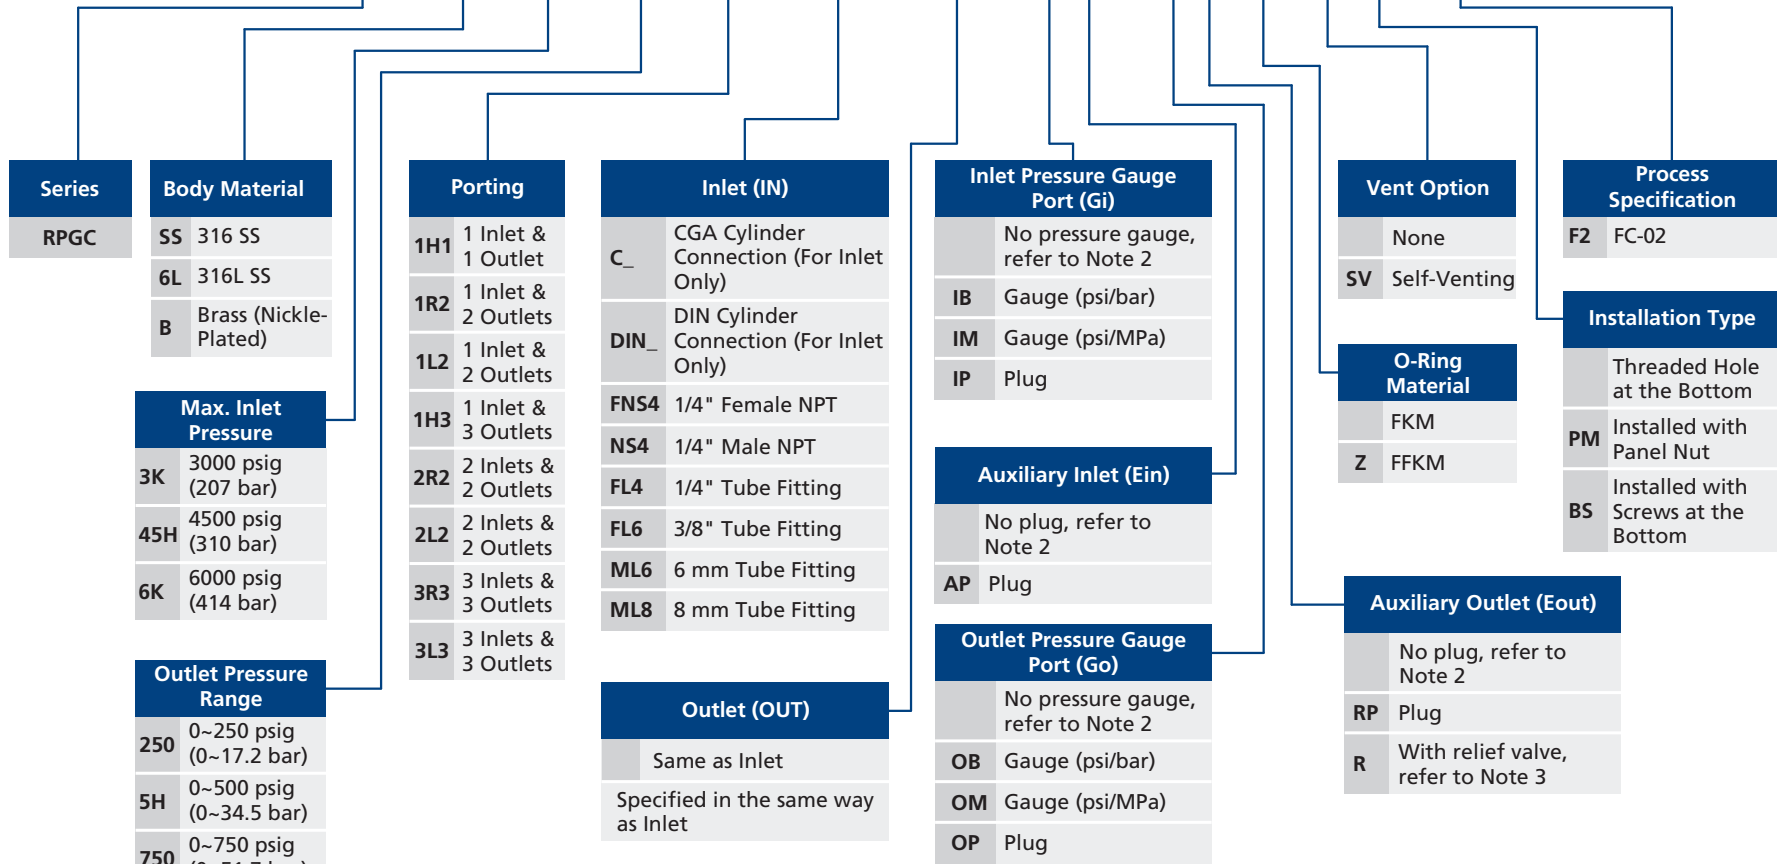 Series
RPGC
Body Material
SS 316 SS
6L 316L SS
B Brass (Nickle-
Plated)
Max. Inlet
Pressure
3K 3000 psig
(207 bar)
45H 4500 psig
(310 bar)
6K 6000 psig
(414 bar)
Outlet Pressure
Range
250 0~250 psig
(0~17.2 bar)
5H 0~500 psig
(0~34.5 bar)
750 0~750 psig
Porting
1H1 1 Inlet &
1 Outlet
1R2 1 Inlet &
2 Outlets
1L2 1 Inlet &
2 Outlets
1H3 1 Inlet &
3 Outlets
2R2 2 Inlets &
2 Outlets
2L2 2 Inlets &
2 Outlets
3R3 3 Inlets &
3 Outlets
3L3 3 Inlets &
3 Outlets
Inlet (IN)
C_ CGA Cylinder
Connection (For Inlet
Only)
DIN_ DIN Cylinder
Connection (For Inlet
Only)
FNS4 1/4" Female NPT
NS4 1/4" Male NPT
FL4 1/4" Tube Fitting
FL6 3/8" Tube Fitting
ML6 6 mm Tube Fitting
ML8 8 mm Tube Fitting
Outlet (OUT)
Same as Inlet
Specified in the same way
as Inlet
Inlet Pressure Gauge
Port (Gi)
No pressure gauge,
refer to Note 2
IB Gauge (psi/bar)
IM Gauge (psi/MPa)
IP Plug
Auxiliary Inlet (Ein)
No plug, refer to
Note 2
AP Plug
Outlet Pressure Gauge
Port (Go)
No pressure gauge,
refer to Note 2
OB Gauge (psi/bar)
OM Gauge (psi/MPa)
OP Plug
Vent Option
None
SV Self-Venting
O-Ring
Material
FKM
Z FFKM
Auxiliary Outlet (Eout)
No plug, refer to
Note 2
RP Plug
R With relief valve,
refer to Note 3
Process
Specification
F2 FC-02
Installation Type
Threaded Hole
at the Bottom
PM Installed with
Panel Nut
BS Installed with
Screws at the
Bottom